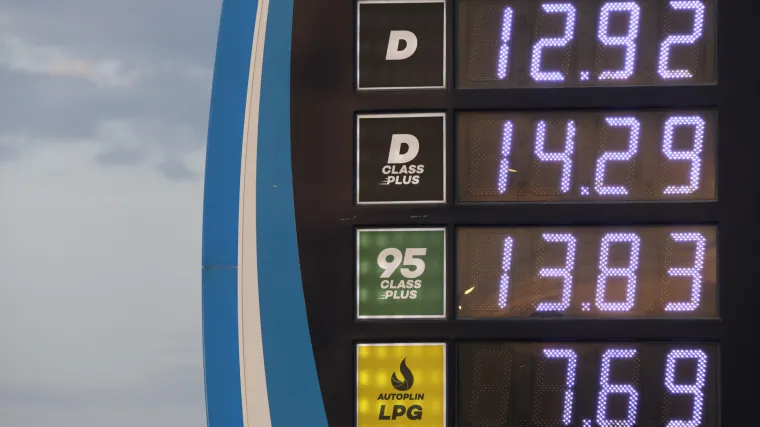 D 12.92
D 14.29
CLASS
PLUS
95 13.83
CLASS
PLUS
AUTOPLIN 7.69
LPG